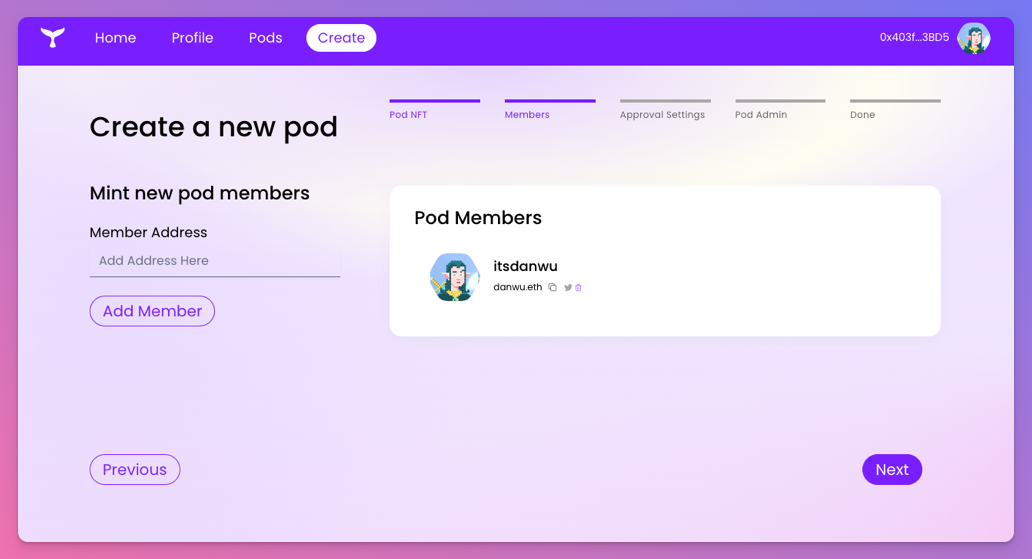 Home Profile Pods Create 0x403f...3BD5
Create a new pod
Pod NFT Members Approval Settings Pod Admin Done
Mint new pod members
Member Address
Add Address Here
Add Member
Pod Members
itsdanwu
danwu.eth
Previous Next